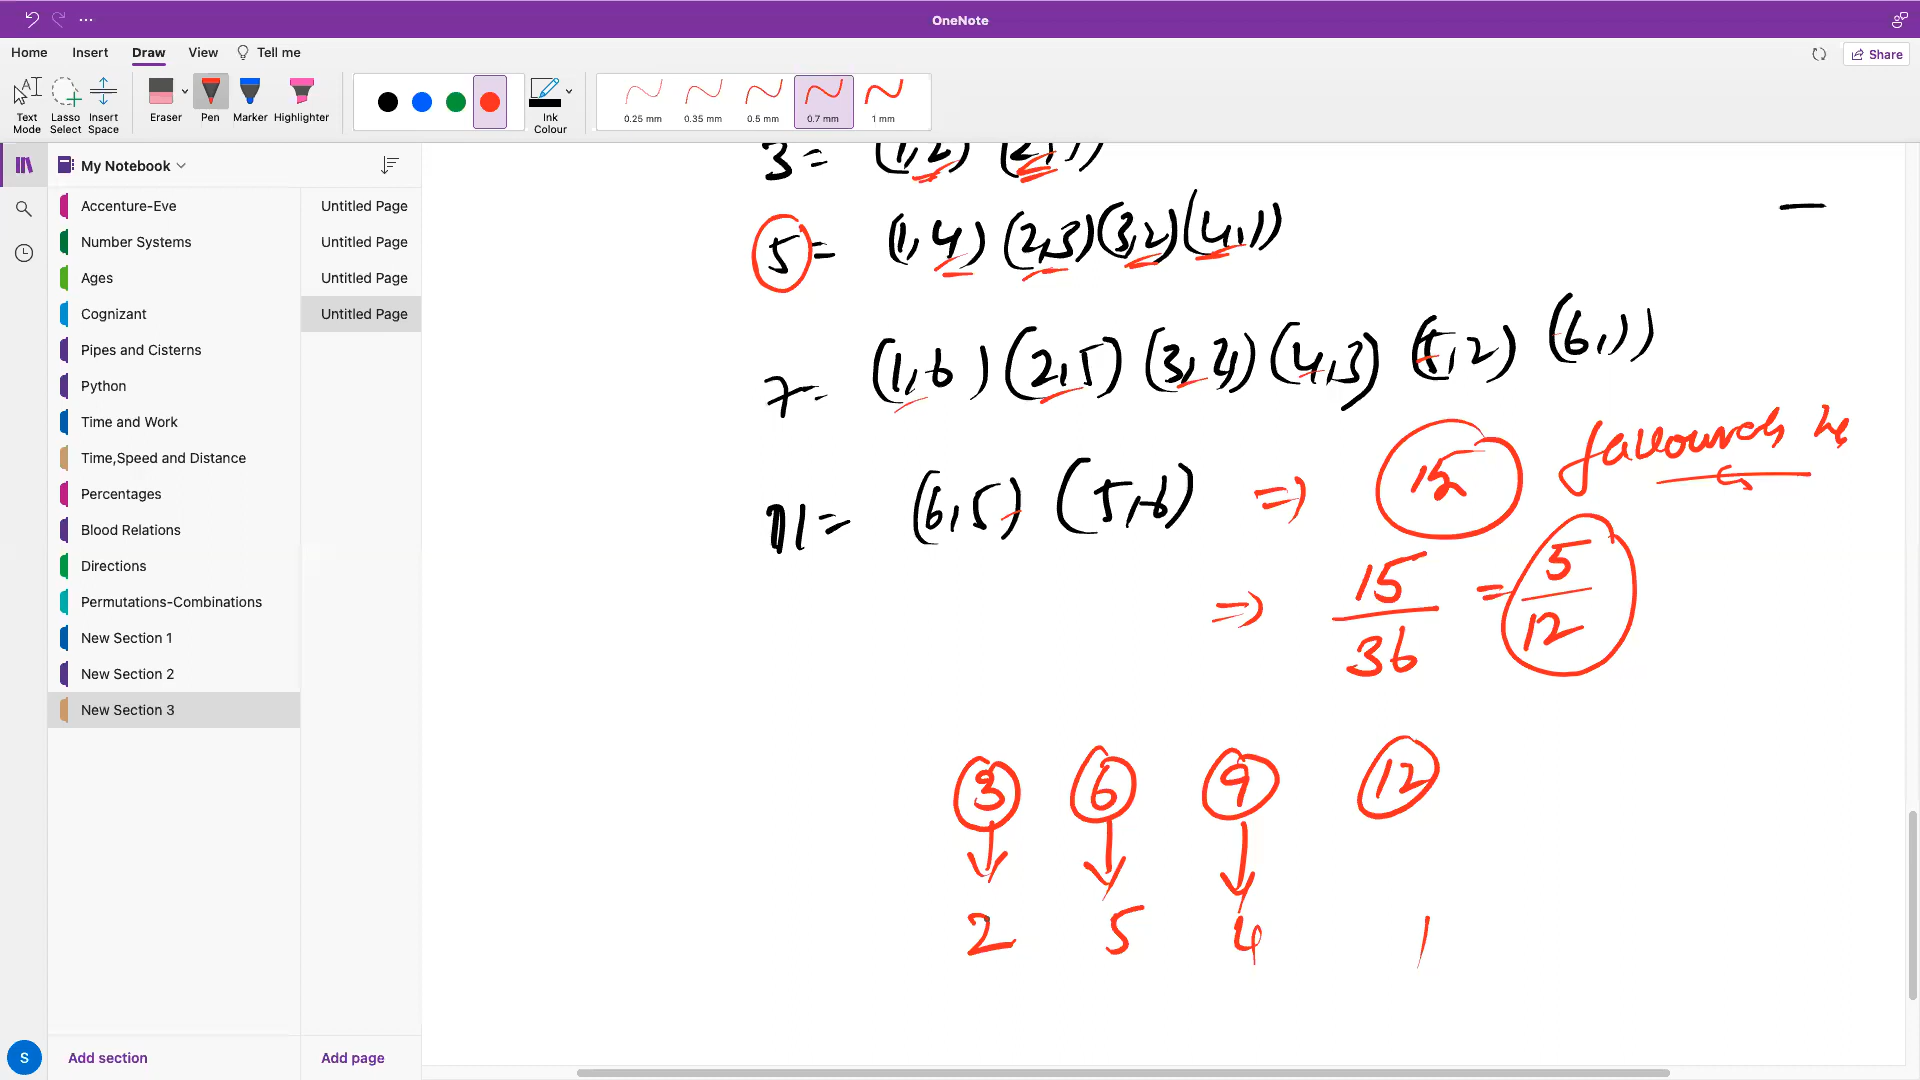 OneNote
Home Insert Draw View Tell me
Share
Text Mode Lasso Select Insert Space Eraser Pen Marker Highlighter Ink Colour 0.25 mm 0.35 mm 0.5 mm 0.7 mm 1 mm
My Notebook
Accenture-Eve
Number Systems
Ages
Cognizant
Pipes and Cisterns
Python
Time and Work
Time,Speed and Distance
Percentages
Blood Relations
Directions
Permutations-Combinations
New Section 1
New Section 2
New Section 3
Add section
S
Untitled Page
Untitled Page
Untitled Page
Untitled Page
Add page
3 = (1,2) (2,1)
5 = (1,4) (2,3) (3,2) (4,1)
7 = (1,6) (2,5) (3,4) (4,3) (5,2) (6,1)
11 = (6,5) (5,6) ⇒ 15
⇒ 15/36 = 5/12
3 6 9 12
2 5 4 1